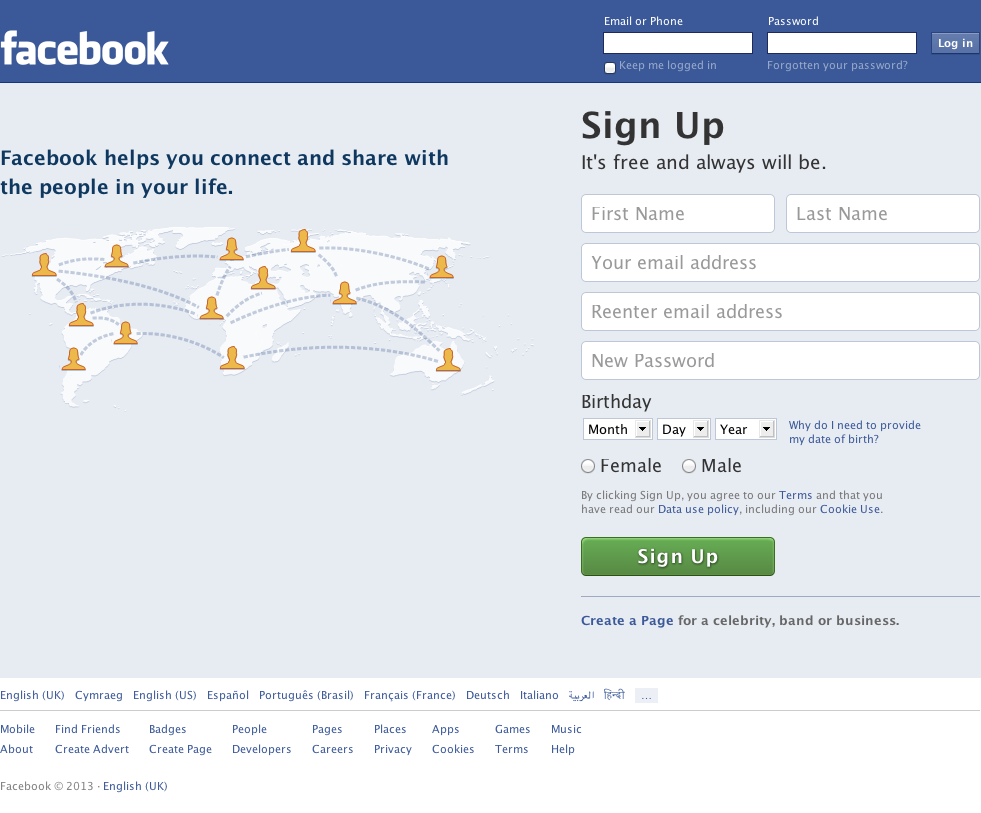 facebook
Email or Phone
Password
Log in
Keep me logged in
Forgotten your password?
Facebook helps you connect and share with
the people in your life.
Sign Up
It's free and always will be.
First Name
Last Name
Your email address
Reenter email address
New Password
Birthday
Month
Day
Year
Why do I need to provide
my date of birth?
Female
Male
By clicking Sign Up, you agree to our Terms and that you
have read our Data use policy, including our Cookie Use.
Sign Up
Create a Page for a celebrity, band or business.
English (UK) Cymraeg English (US) Español Português (Brasil) Français (France) Deutsch Italiano العربية हिन्दी ...
Mobile Find Friends Badges People Pages Places Apps Games Music
About Create Advert Create Page Developers Careers Privacy Cookies Terms Help
Facebook © 2013 · English (UK)